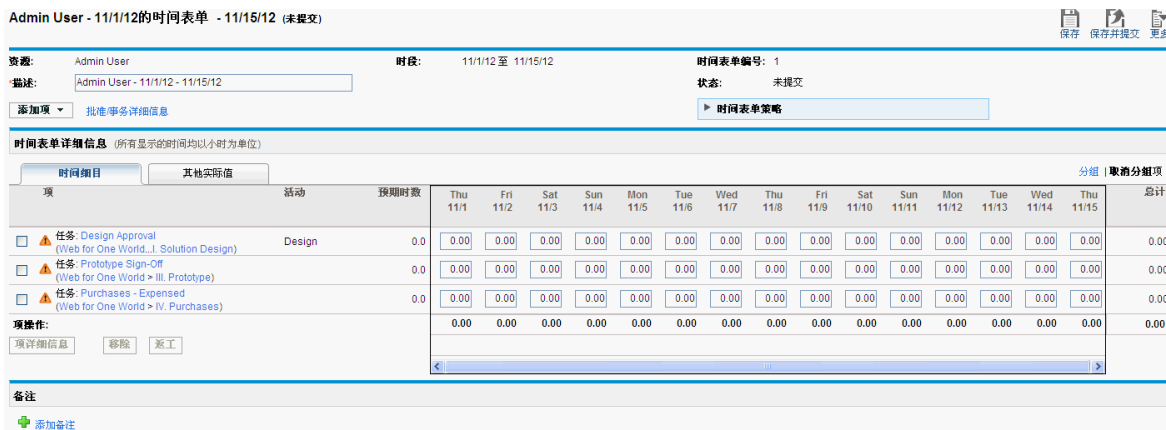 Admin User - 11/1/12的时间表单 - 11/15/12 (未提交)
保存 保存并提交
资源: Admin User 时段: 11/1/12 至 11/15/12 时间表单编号: 1
*描述: Admin User - 11/1/12 - 11/15/12 状态: 未提交
添加项 批准/事务详细信息 时间表单策略
时间表单详细信息 (所有显示的时间均以小时为单位)
时间细目 其他实际值 分组 | 取消分组项
项 活动 预期时数 Thu Fri Sat Sun Mon Tue Wed Thu Fri Sat Sun Mon Tue Wed Thu 总计
11/1 11/2 11/3 11/4 11/5 11/6 11/7 11/8 11/9 11/10 11/11 11/12 11/13 11/14 11/15
任务: Design Approval
(Web for One World...I. Solution Design) Design 0.0 0.00 0.00 0.00 0.00 0.00 0.00 0.00 0.00 0.00 0.00 0.00 0.00 0.00 0.00 0.00 0.00
任务: Prototype Sign-Off
(Web for One World > III. Prototype) 0.0 0.00 0.00 0.00 0.00 0.00 0.00 0.00 0.00 0.00 0.00 0.00 0.00 0.00 0.00 0.00 0.00
任务: Purchases - Expensed
(Web for One World > IV. Purchases) 0.0 0.00 0.00 0.00 0.00 0.00 0.00 0.00 0.00 0.00 0.00 0.00 0.00 0.00 0.00 0.00 0.00
项操作: 0.00 0.00 0.00 0.00 0.00 0.00 0.00 0.00 0.00 0.00 0.00 0.00 0.00 0.00 0.00 0.00
项详细信息 移除 返工
备注
添加备注